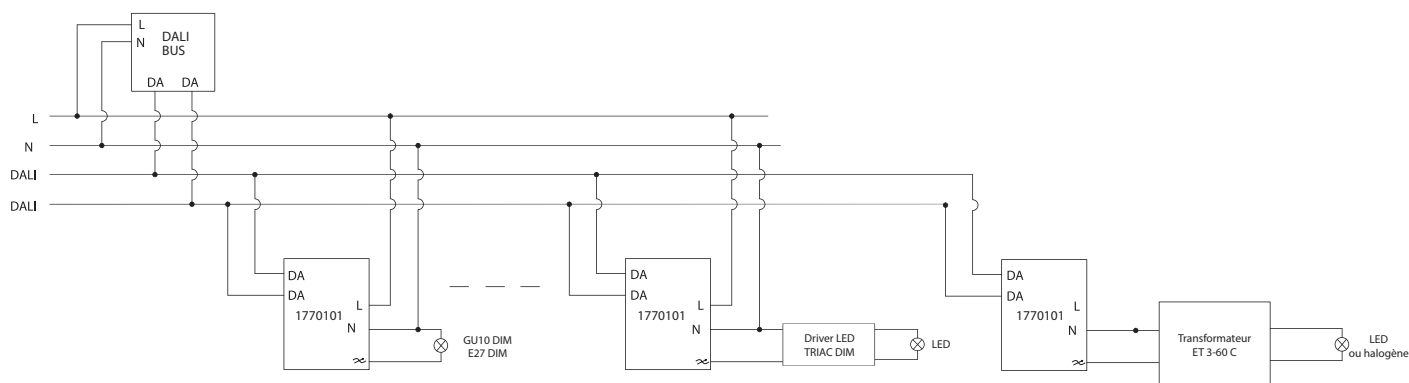 L
N
DALI
BUS
DA DA
L
N
DALI
DALI
DA
DA
1770101
L
N
GU10 DIM
E27 DIM
DA
DA
1770101
L
N
Driver LED
TRIAC DIM
LED
DA
DA
1770101
L
N
Transformateur
ET 3-60 C
LED
ou halogène